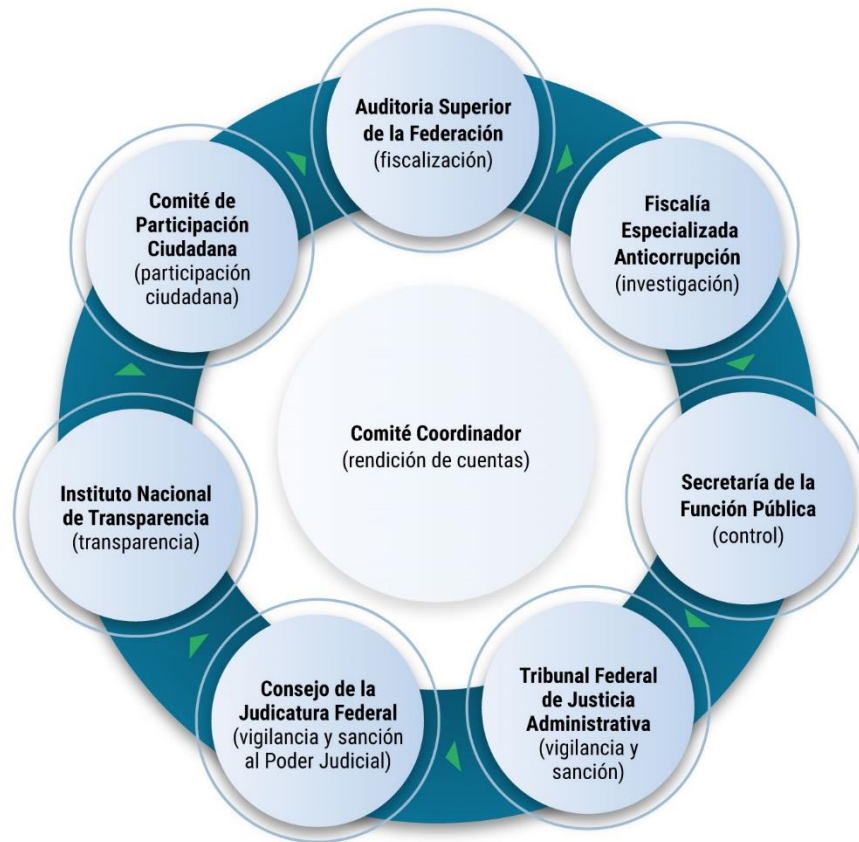 Auditoria Superior
de la Federación
(fiscalización)
Fiscalía
Especializada
Anticorrupción
(investigación)
Secretaría de la
Función Pública
(control)
Tribunal Federal
de Justicia
Administrativa
(vigilancia y
sanción)
Consejo de la
Judicatura Federal
(vigilancia y sanción
al Poder Judicial)
Instituto Nacional
de Transparencia
(transparencia)
Comité de
Participación
Ciudadana
(participación
ciudadana)
Comité Coordinador
(rendición de cuentas)